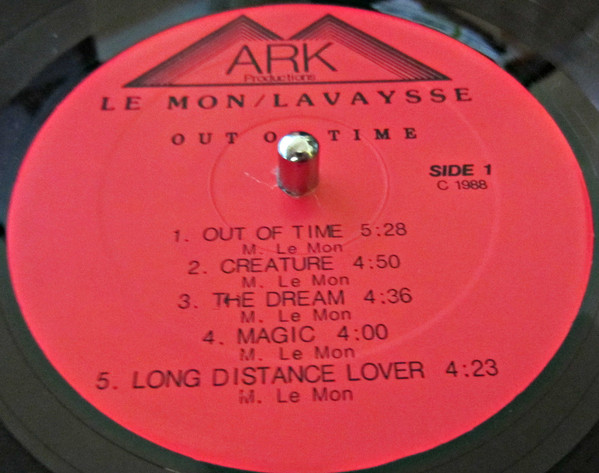 ARK
Productions
LE MON/LAVAYSSE
OUT O TIME
SIDE 1
C 1988
1. OUT OF TIME 5:28
M. Le Mon
2. CREATURE 4:50
M. Le Mon
3. THE DREAM 4:36
M. Le Mon
4. MAGIC 4:00
M. Le Mon
5. LONG DISTANCE LOVER 4:23
M. Le Mon